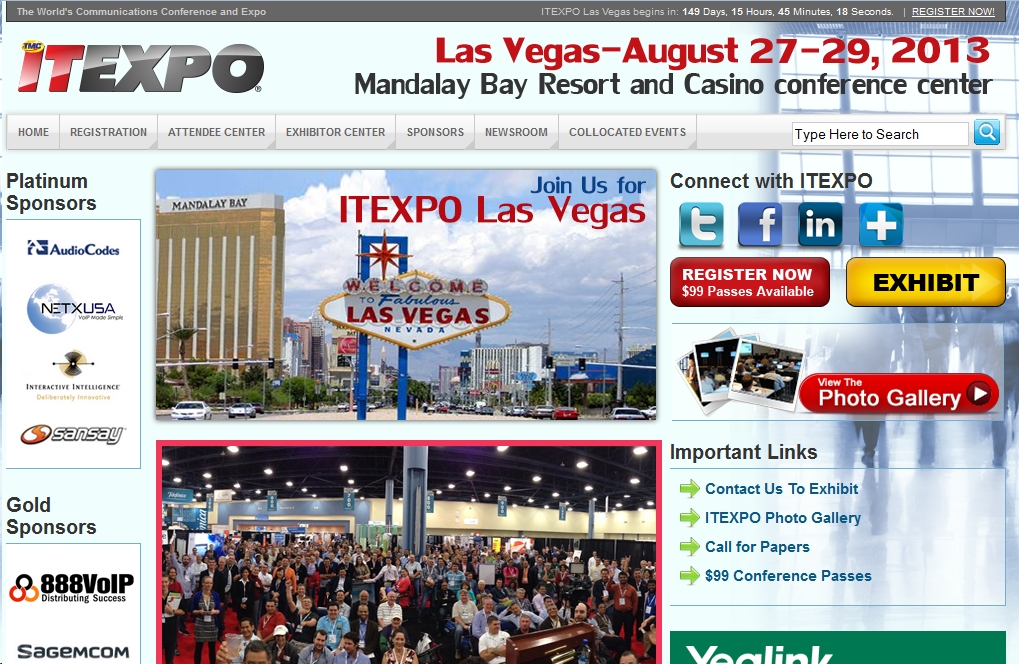 The World's Communications Conference and Expo
ITEXPO Las Vegas begins in: 149 Days, 15 Hours, 45 Minutes, 18 Seconds. | REGISTER NOW!
TMC
ITEXPO®
Las Vegas-August 27-29, 2013
Mandalay Bay Resort and Casino conference center
HOME
REGISTRATION
ATTENDEE CENTER
EXHIBITOR CENTER
SPONSORS
NEWSROOM
COLLOCATED EVENTS
Type Here to Search
Platinum
Sponsors
AudioCodes
NETXUSA
VoIP Made Simple
INTERACTIVE INTELLIGENCE
Deliberately Innovative
sansay
Gold
Sponsors
888VoIP
Distributing Success
SAGEMCOM
MANDALAY BAY
Join Us for
ITEXPO Las Vegas
WELCOME
TO Fabulous
LAS VEGAS
NEVADA
Connect with ITEXPO
REGISTER NOW
$99 Passes Available
EXHIBIT
View The
Photo Gallery
Important Links
Contact Us To Exhibit
ITEXPO Photo Gallery
Call for Papers
$99 Conference Passes
Yealink